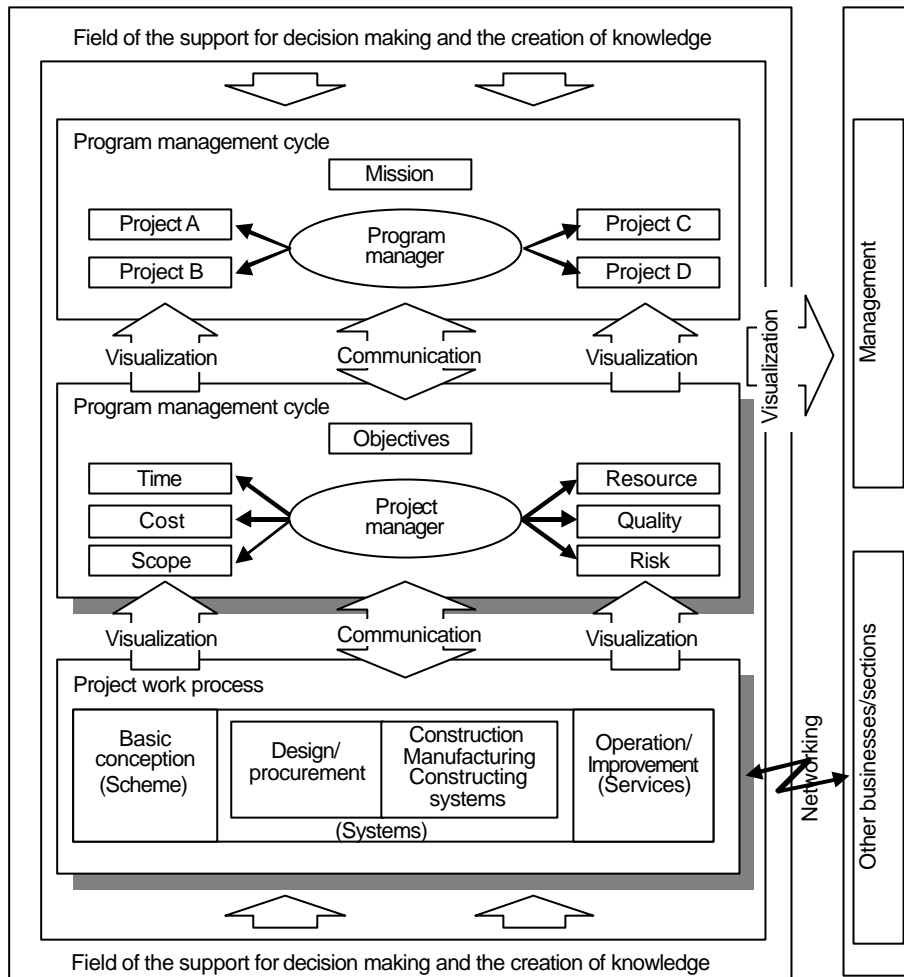 Field of the support for decision making and the creation of knowledge
Program management cycle
Mission
Project A
Project B
Program
manager
Project C
Project D
Visualization
Communication
Visualization
Program management cycle
Objectives
Time
Cost
Scope
Project
manager
Resource
Quality
Risk
Visualization
Communication
Visualization
Project work process
Basic
conception
(Scheme)
Design/
procurement
Construction
Manufacturing
Constructing
systems
(Systems)
Operation/
Improvement
(Services)
Field of the support for decision making and the creation of knowledge
Visualization
Networking
Management
Other businesses/sections